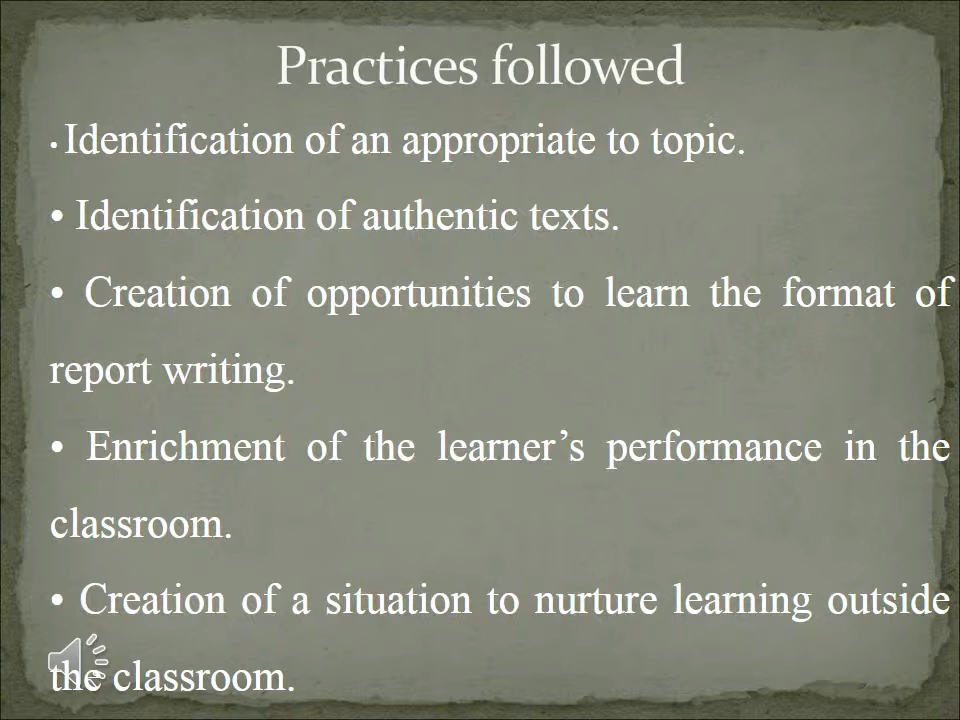 Practices followed
• Identification of an appropriate to topic.
• Identification of authentic texts.
• Creation of opportunities to learn the format of
report writing.
• Enrichment of the learner’s performance in the
classroom.
• Creation of a situation to nurture learning outside
the classroom.